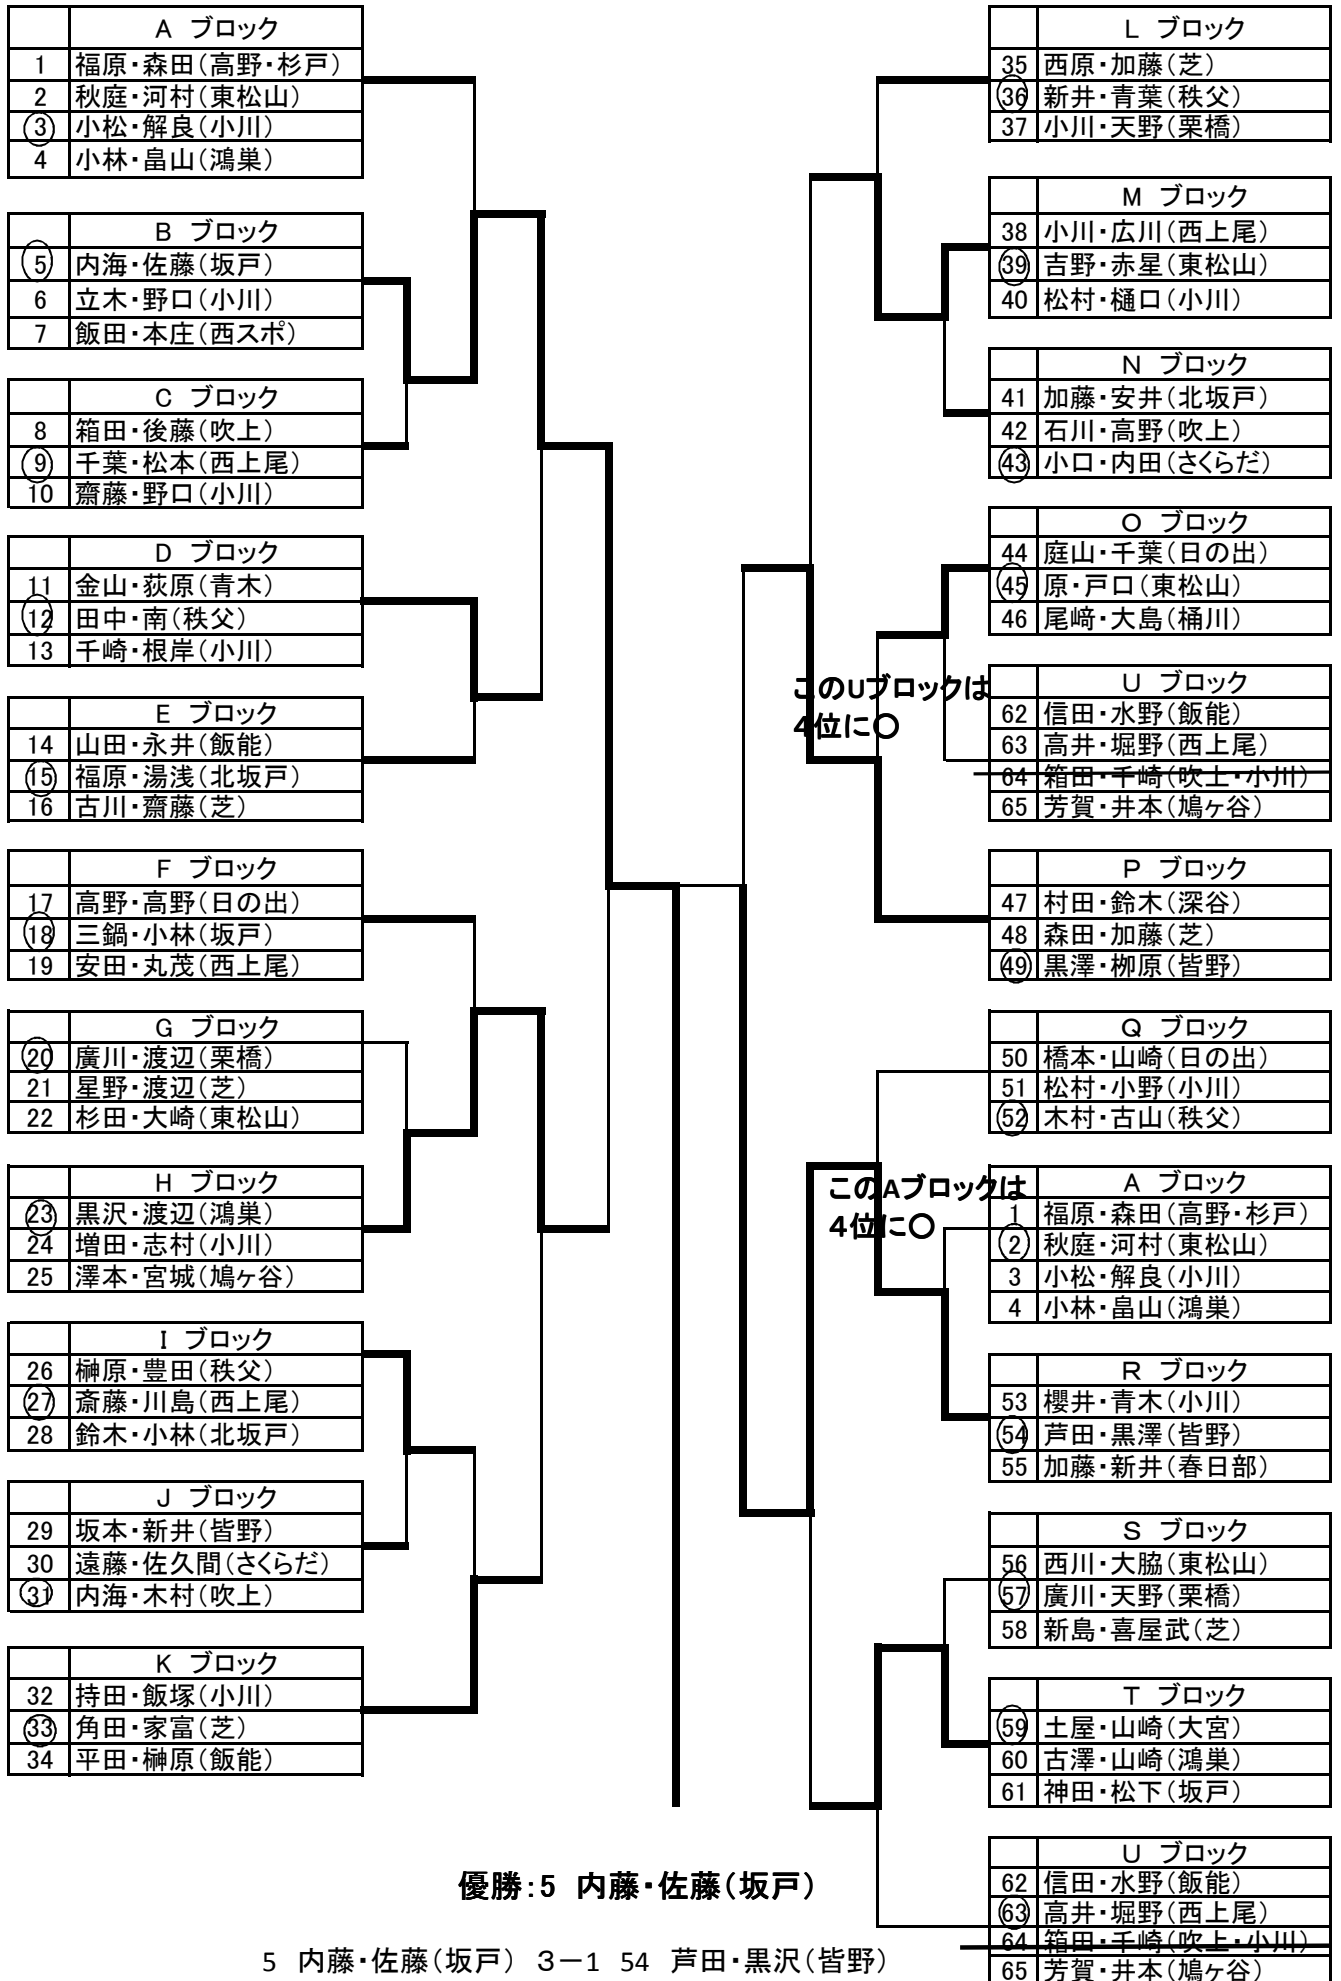 A ブロック
1 福原・森田(高野・杉戸)
2 秋庭・河村(東松山)
3 小松・解良(小川)
4 小林・畠山(鴻巣)
B ブロック
5 内海・佐藤(坂戸)
6 立木・野口(小川)
7 飯田・本庄(西スポ)
C ブロック
8 箱田・後藤(吹上)
9 千葉・松本(西上尾)
10 齋藤・野口(小川)
D ブロック
11 金山・荻原(青木)
12 田中・南(秩父)
13 千崎・根岸(小川)
E ブロック
14 山田・永井(飯能)
15 福原・湯浅(北坂戸)
16 古川・齋藤(芝)
F ブロック
17 高野・高野(日の出)
18 三鍋・小林(坂戸)
19 安田・丸茂(西上尾)
G ブロック
20 廣川・渡辺(栗橋)
21 星野・渡辺(芝)
22 杉田・大崎(東松山)
H ブロック
23 黒沢・渡辺(鴻巣)
24 増田・志村(小川)
25 澤本・宮城(鳩ヶ谷)
I ブロック
26 榊原・豊田(秩父)
27 斎藤・川島(西上尾)
28 鈴木・小林(北坂戸)
J ブロック
29 坂本・新井(皆野)
30 遠藤・佐久間(さくらだ)
31 内海・木村(吹上)
K ブロック
32 持田・飯塚(小川)
33 角田・家富(芝)
34 平田・榊原(飯能)
L ブロック
35 西原・加藤(芝)
36 新井・青葉(秩父)
37 小川・天野(栗橋)
M ブロック
38 小川・広川(西上尾)
39 吉野・赤星(東松山)
40 松村・樋口(小川)
N ブロック
41 加藤・安井(北坂戸)
42 石川・高野(吹上)
43 小口・内田(さくらだ)
O ブロック
44 庭山・千葉(日の出)
45 原・戸口(東松山)
46 尾﨑・大島(桶川)
このUブロックは
4位に〇
U ブロック
62 信田・水野(飯能)
63 高井・堀野(西上尾)
64 箱田・千崎(吹上・小川)
65 芳賀・井本(鳩ヶ谷)
P ブロック
47 村田・鈴木(深谷)
48 森田・加藤(芝)
49 黒澤・栁原(皆野)
Q ブロック
50 橋本・山崎(日の出)
51 松村・小野(小川)
52 木村・古山(秩父)
このAブロックは
4位に〇
A ブロック
1 福原・森田(高野・杉戸)
2 秋庭・河村(東松山)
3 小松・解良(小川)
4 小林・畠山(鴻巣)
R ブロック
53 櫻井・青木(小川)
54 芦田・黒澤(皆野)
55 加藤・新井(春日部)
S ブロック
56 西川・大脇(東松山)
57 廣川・天野(栗橋)
58 新島・喜屋武(芝)
T ブロック
59 土屋・山崎(大宮)
60 古澤・山崎(鴻巣)
61 神田・松下(坂戸)
U ブロック
62 信田・水野(飯能)
63 高井・堀野(西上尾)
64 箱田・千崎(吹上・小川)
65 芳賀・井本(鳩ヶ谷)
優勝:5 内藤・佐藤(坂戸)
5 内藤・佐藤(坂戸) 3-1 54 芦田・黒沢(皆野)